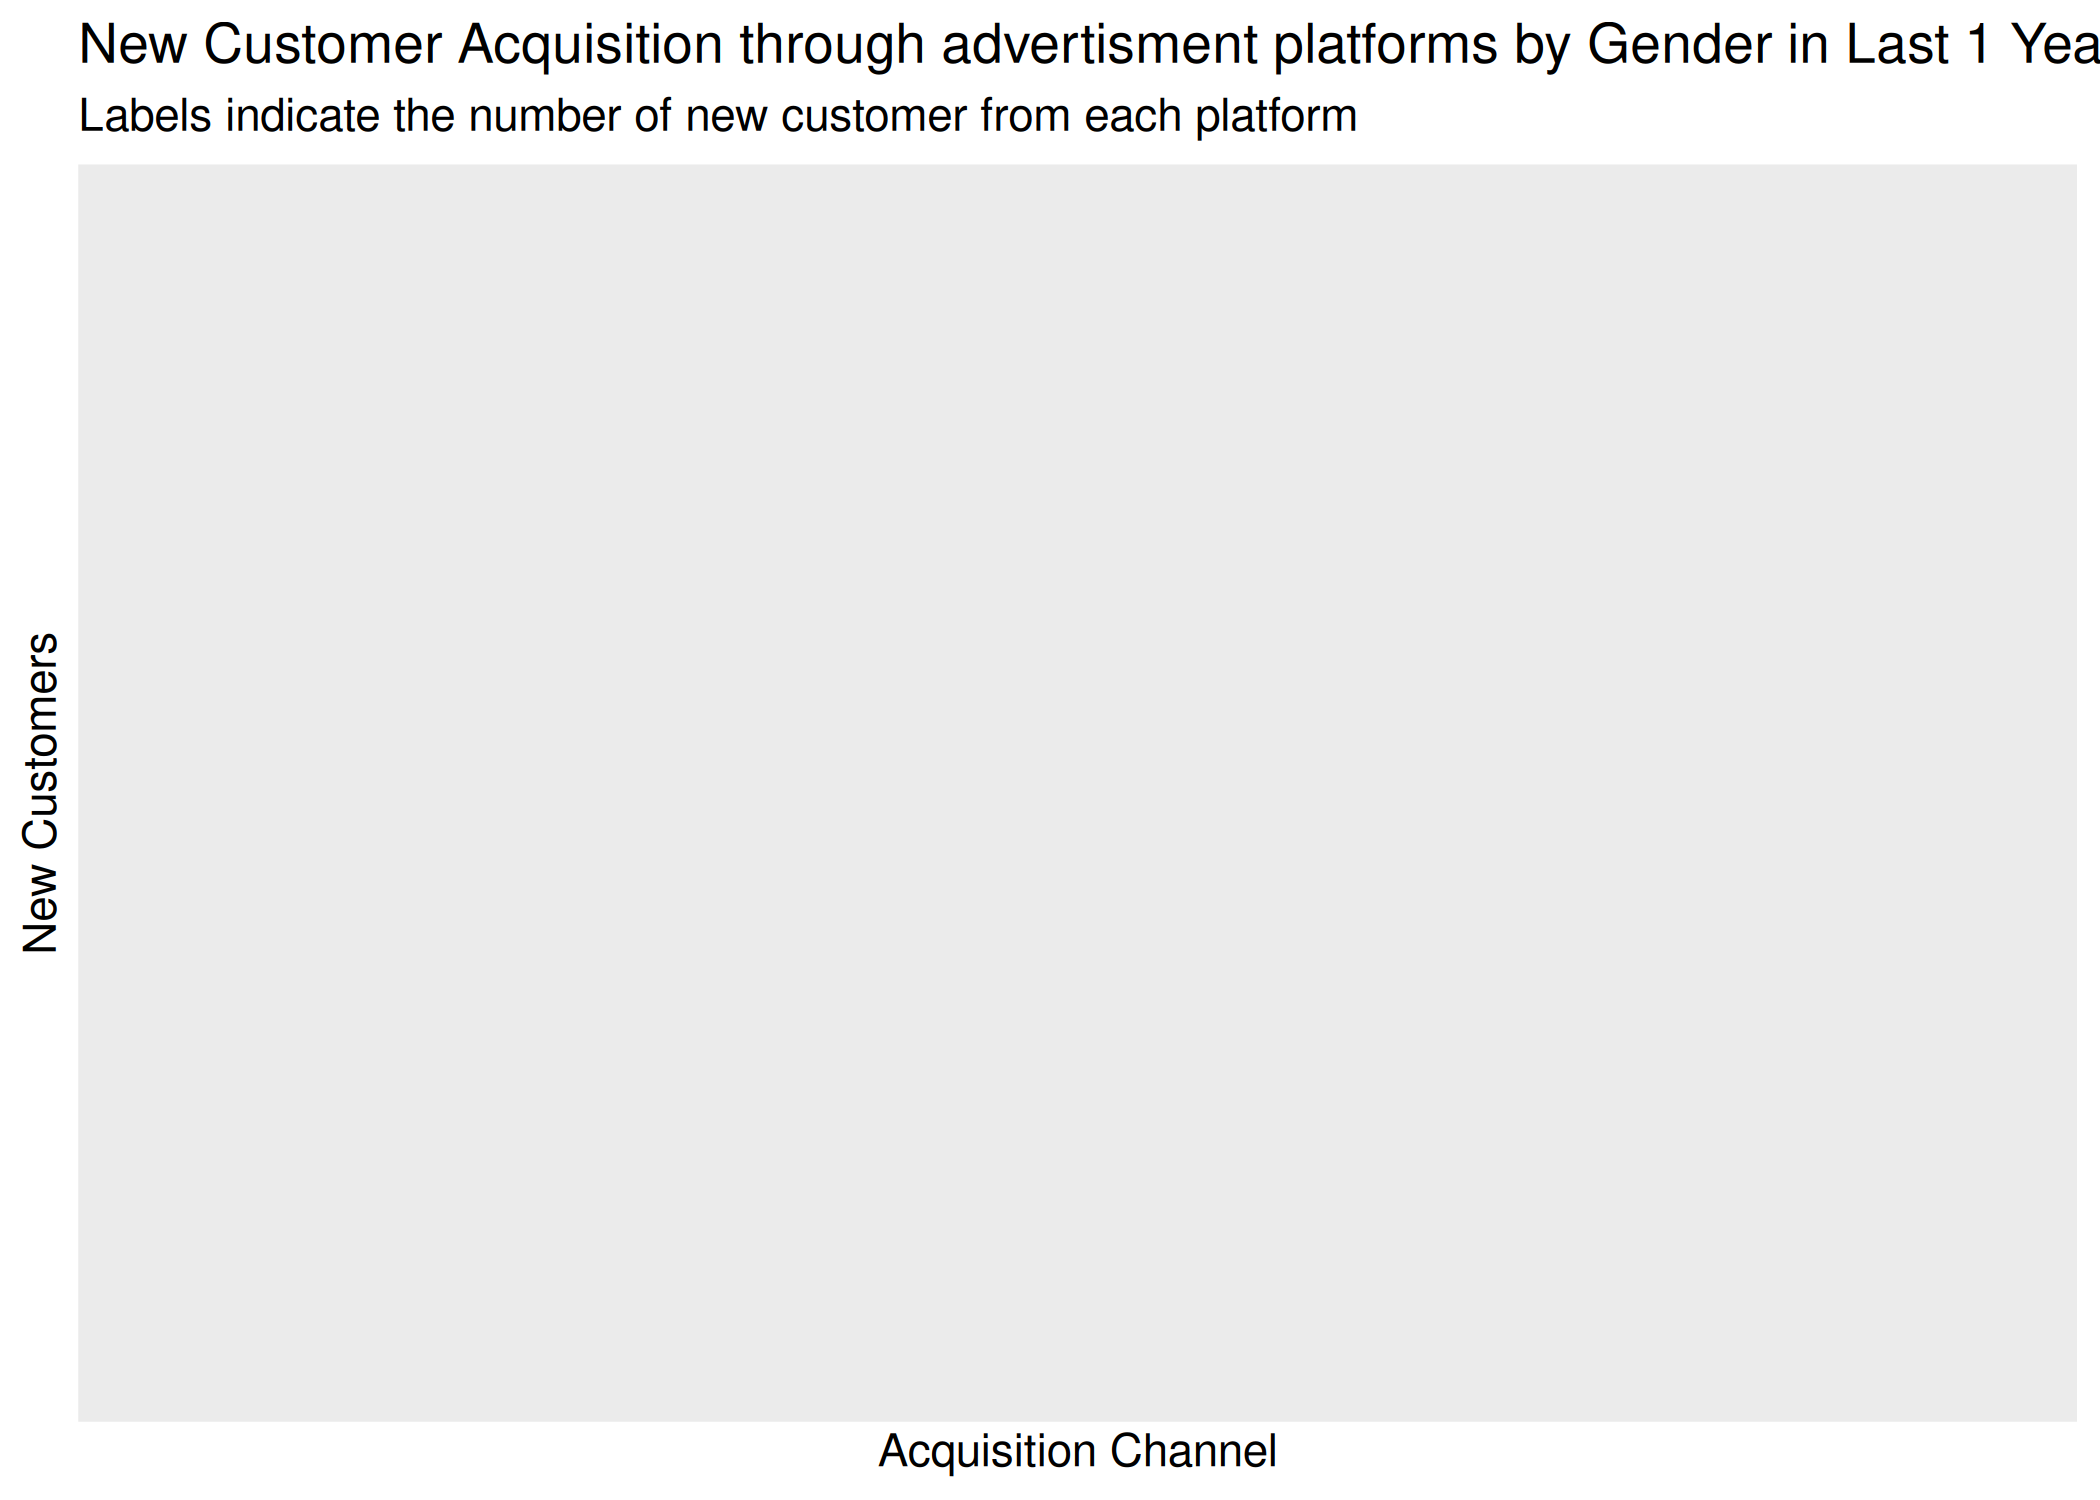 New Customer Acquisition through advertisment platforms by Gender in Last 1 Yea
Labels indicate the number of new customer from each platform
New Customers
Acquisition Channel